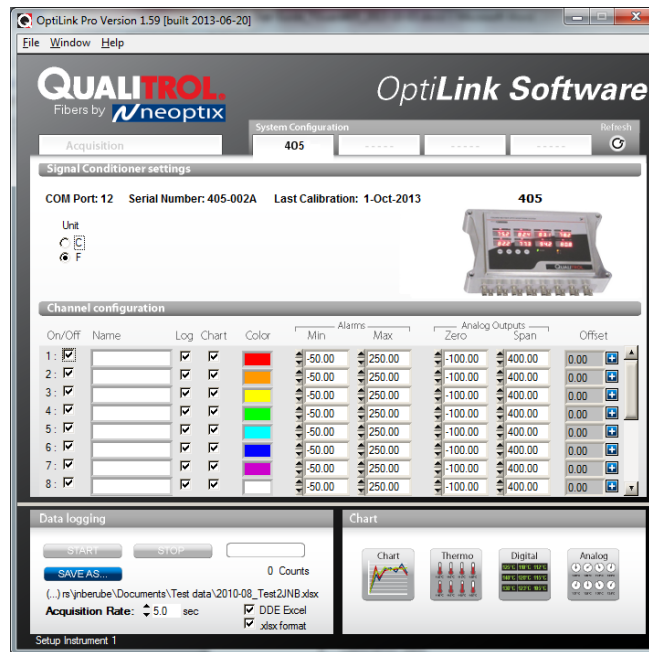 OptiLink Pro Version 1.59 [built 2013-06-20]
File Window Help
QUALITROL.
Fibers by neoptix
OptiLink Software
System Configuration
Refresh
Acquisition 405 ----- ----- -----
Signal Conditioner settings
COM Port: 12 Serial Number: 405-002A Last Calibration: 1-Oct-2013 405
Unit
C
F
QUALITROL
Channel configuration
Alarms Analog Outputs
On/Off Name Log Chart Color Min Max Zero Span Offset
1: -50.00 250.00 -100.00 400.00 0.00
2: -50.00 250.00 -100.00 400.00 0.00
3: -50.00 250.00 -100.00 400.00 0.00
4: -50.00 250.00 -100.00 400.00 0.00
5: -50.00 250.00 -100.00 400.00 0.00
6: -50.00 250.00 -100.00 400.00 0.00
7: -50.00 250.00 -100.00 400.00 0.00
8: -50.00 250.00 -100.00 400.00 0.00
Data logging
START STOP
SAVE AS... 0 Counts
(...) rs\jnberube\Documents\Test data\2010-08_Test2JNB.xlsx
Acquisition Rate: 5.0 sec DDE Excel
.xlsx format
Chart
Chart Thermo Digital Analog
Setup Instrument 1